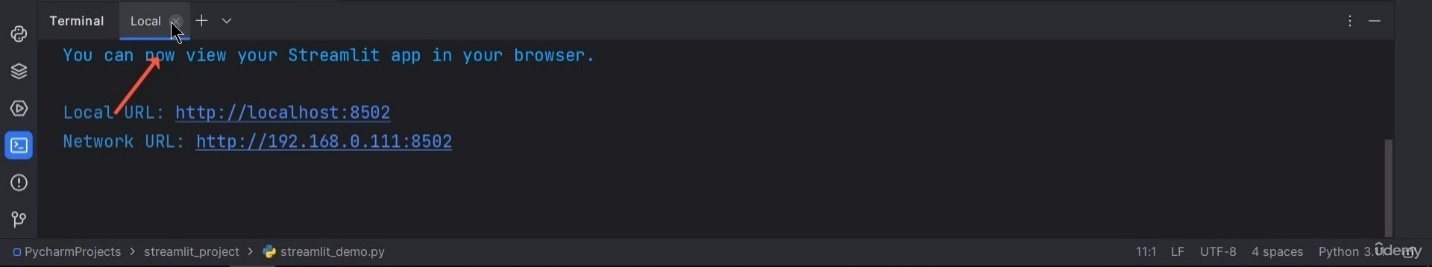 Terminal Local
You can now view your Streamlit app in your browser.
Local URL: http://localhost:8502
Network URL: http://192.168.0.111:8502
PycharmProjects > streamlit_project > streamlit_demo.py 11:1 LF UTF-8 4 spaces Python 3. udemy